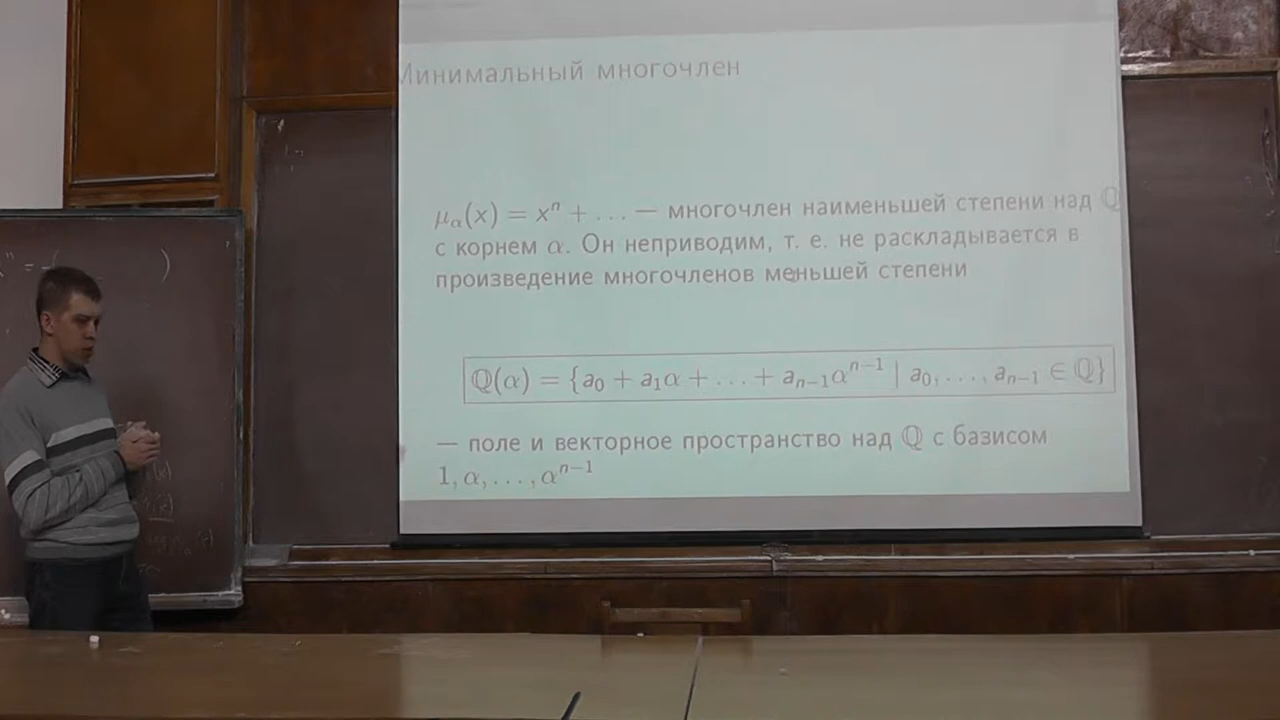 Минимальный многочлен
μ_α(x) = xⁿ + … — многочлен наименьшей степени над ℚ
с корнем α. Он неприводим, т. е. не раскладывается в
произведение многочленов меньшей степени
ℚ(α) = {a₀ + a₁α + … + aₙ₋₁αⁿ⁻¹ | a₀, …, aₙ₋₁ ∈ ℚ}
— поле и векторное пространство над ℚ с базисом
1, α, …, αⁿ⁻¹